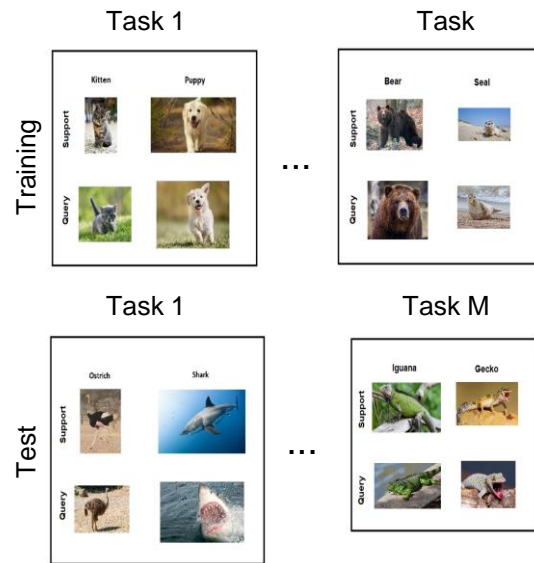 Task 1
Task
Training
Kitten Puppy
Support
Query
...
Bear Seal
Support
Query
Task 1
Task M
Test
Ostrich Shark
Support
Query
...
Iguana Gecko
Support
Query